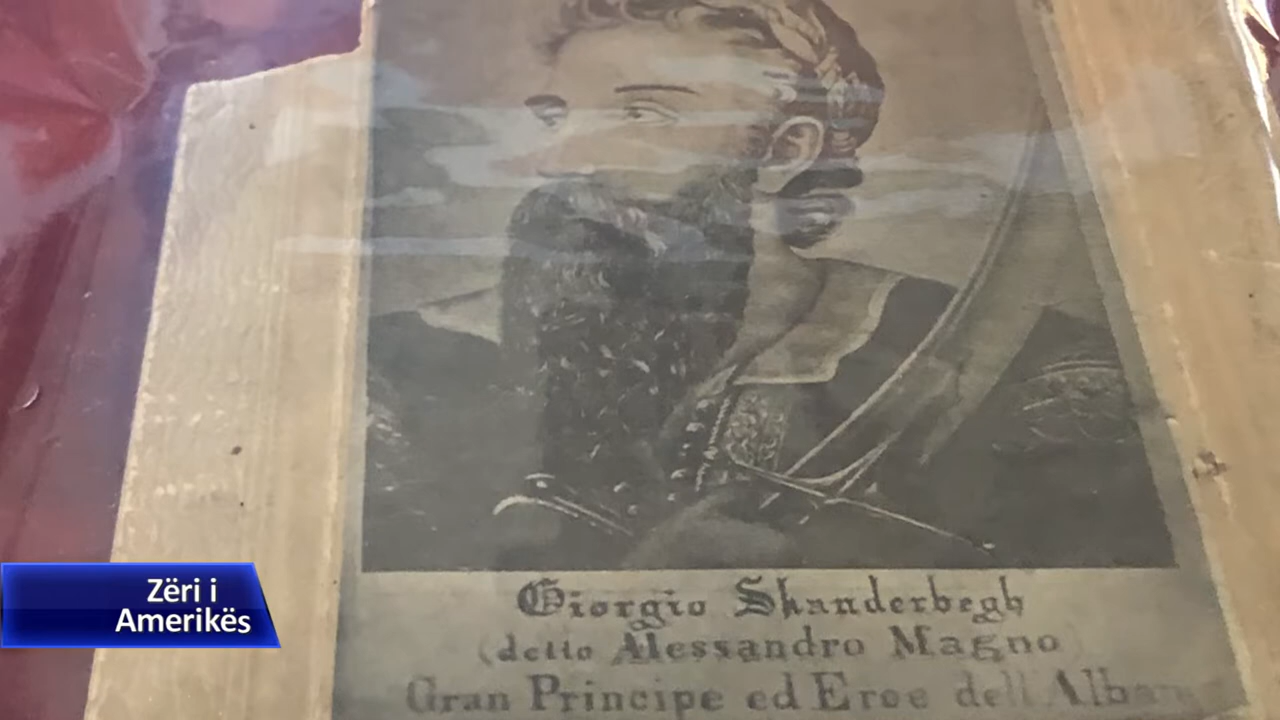 Zëri i
Amerikës
Giorgio Skanderbegh
(detto Alessandro Magno)
Gran Principe ed Eroe dell